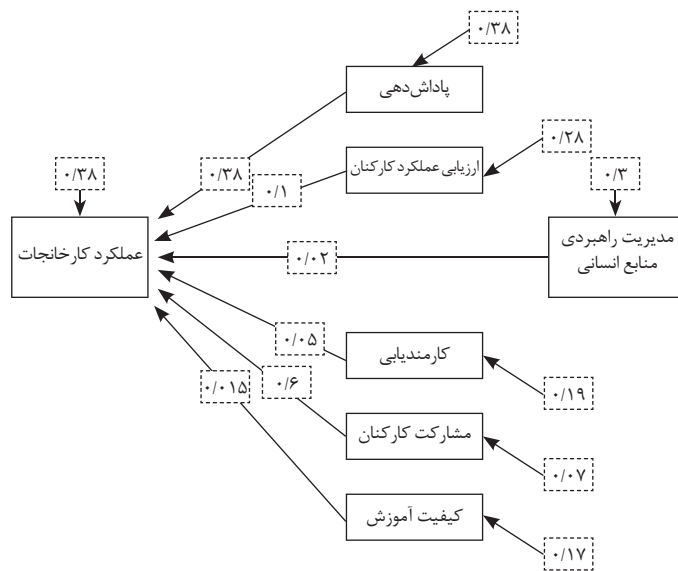 ۰/۳۸
پاداش‌دهی
۰/۲۸
۰/۳۸
ارزیابی عملکرد کارکنان
۰/۳۸
۰/۱
۰/۳
عملکرد کارخانجات
۰/۰۲
مدیریت راهبردی
منابع انسانی
۰/۰۵
کارمندیابی
۰/۰۱۵
۰/۶
۰/۱۹
مشارکت کارکنان
۰/۰۷
کیفیت آموزش
۰/۱۷